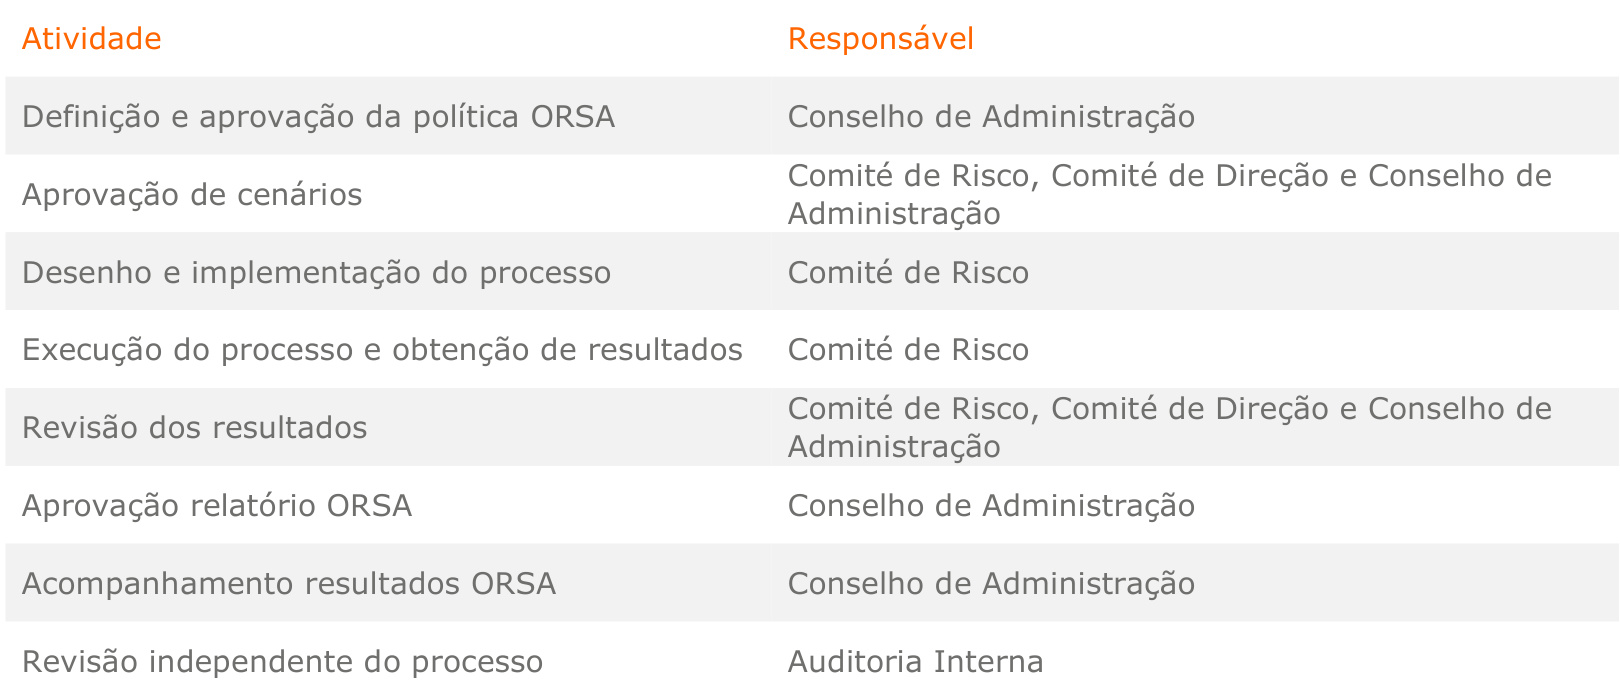 Atividade Responsável
Definição e aprovação da política ORSA Conselho de Administração
Aprovação de cenários Comité de Risco, Comité de Direção e Conselho de
Administração
Desenho e implementação do processo Comité de Risco
Execução do processo e obtenção de resultados Comité de Risco
Revisão dos resultados Comité de Risco, Comité de Direção e Conselho de
Administração
Aprovação relatório ORSA Conselho de Administração
Acompanhamento resultados ORSA Conselho de Administração
Revisão independente do processo Auditoria Interna